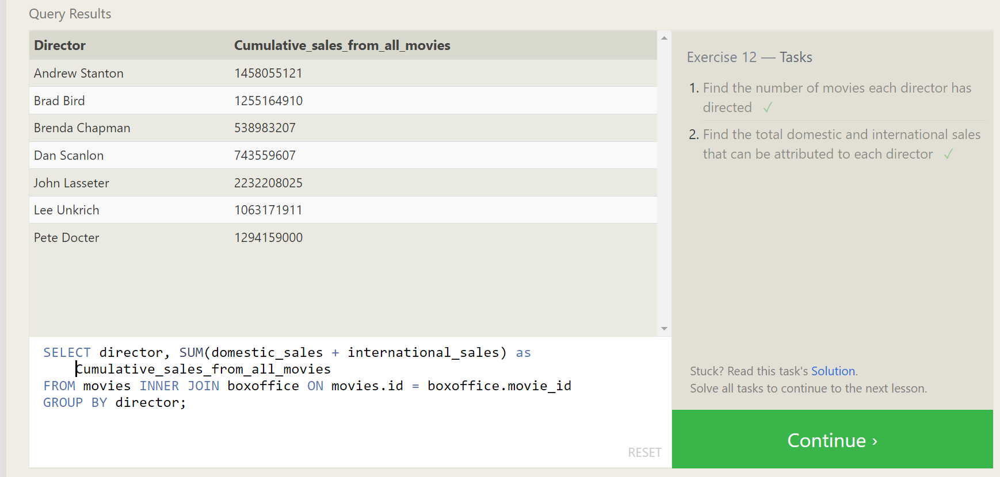 Query Results
Director Cumulative_sales_from_all_movies
Andrew Stanton 1458055121
Brad Bird 1255164910
Brenda Chapman 538983207
Dan Scanlon 743559607
John Lasseter 2232208025
Lee Unkrich 1063171911
Pete Docter 1294159000
SELECT director, SUM(domestic_sales + international_sales) as
Cumulative_sales_from_all_movies
FROM movies INNER JOIN boxoffice ON movies.id = boxoffice.movie_id
GROUP BY director;
RESET
Exercise 12 — Tasks
1. Find the number of movies each director has
directed ✓
2. Find the total domestic and international sales
that can be attributed to each director ✓
Stuck? Read this task's Solution.
Solve all tasks to continue to the next lesson.
Continue ›